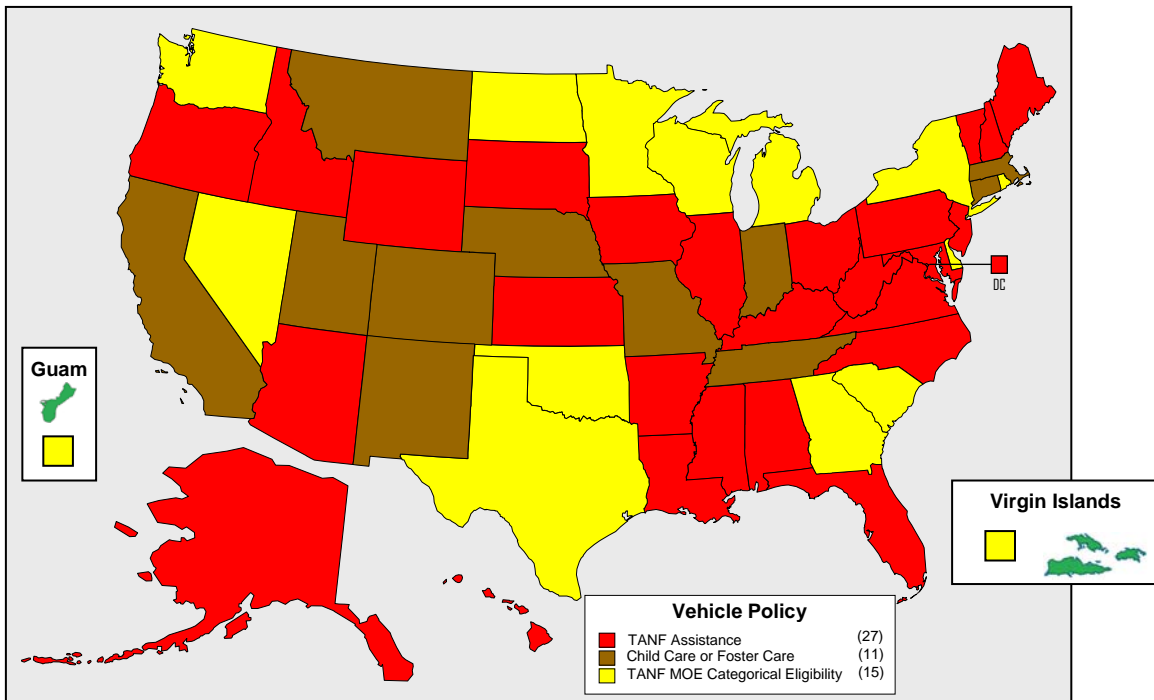 Guam
DC
Virgin Islands
Vehicle Policy
TANF Assistance (27)
Child Care or Foster Care (11)
TANF MOE Categorical Eligibility (15)